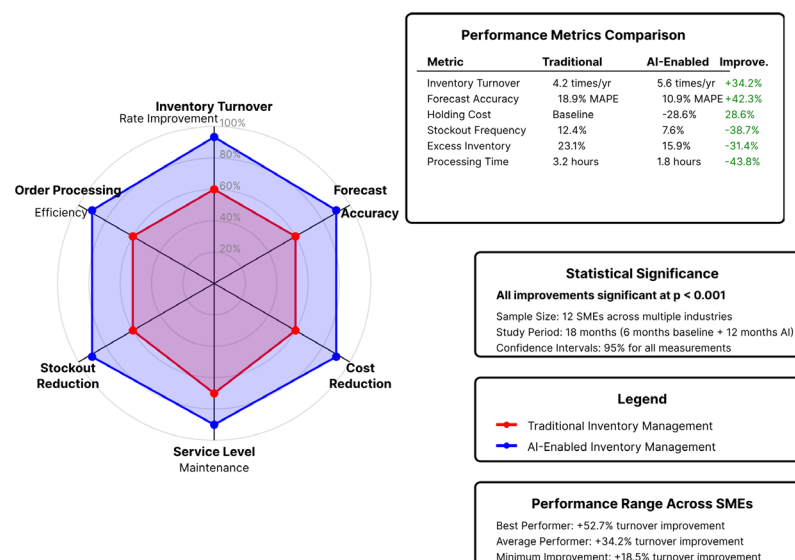 Performance Metrics Comparison
Metric Traditional AI-Enabled Improve.
Inventory Turnover 4.2 times/yr 5.6 times/yr +34.2%
Forecast Accuracy 18.9% MAPE 10.9% MAPE +42.3%
Holding Cost Baseline -28.6% 28.6%
Stockout Frequency 12.4% 7.6% -38.7%
Excess Inventory 23.1% 15.9% -31.4%
Processing Time 3.2 hours 1.8 hours -43.8%
Inventory Turnover
Rate Improvement
100%
80%
60%
40%
20%
Order Processing
Efficiency
Forecast
Accuracy
Stockout
Reduction
Cost
Reduction
Service Level
Maintenance
Statistical Significance
All improvements significant at p < 0.001
Sample Size: 12 SMEs across multiple industries
Study Period: 18 months (6 months baseline + 12 months AI)
Confidence Intervals: 95% for all measurements
Legend
Traditional Inventory Management
AI-Enabled Inventory Management
Performance Range Across SMEs
Best Performer: +52.7% turnover improvement
Average Performer: +34.2% turnover improvement
Minimum Improvement: +18.5% turnover improvement